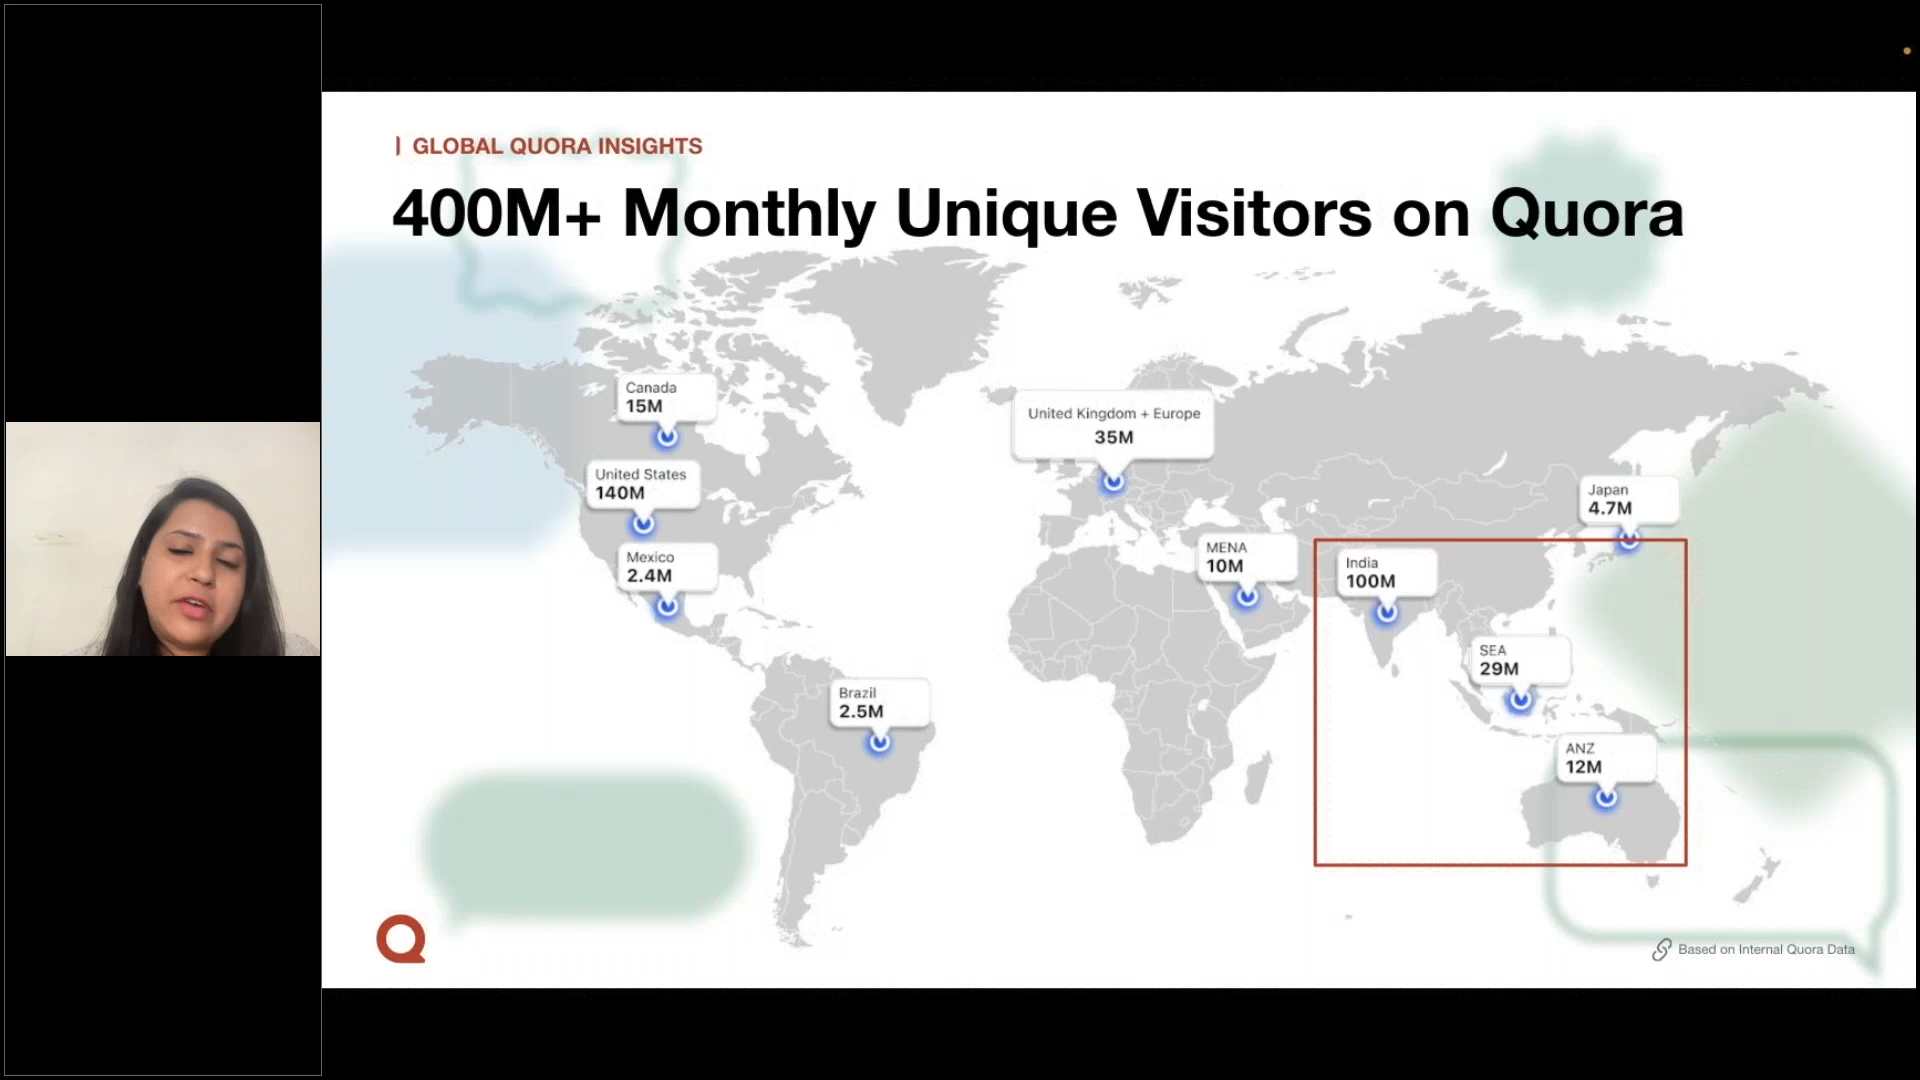 GLOBAL QUORA INSIGHTS
400M+ Monthly Unique Visitors on Quora
Canada
15M
United States
140M
Mexico
2.4M
Brazil
2.5M
United Kingdom + Europe
35M
MENA
10M
India
100M
Japan
4.7M
SEA
29M
ANZ
12M
Q
Based on Internal Quora Data